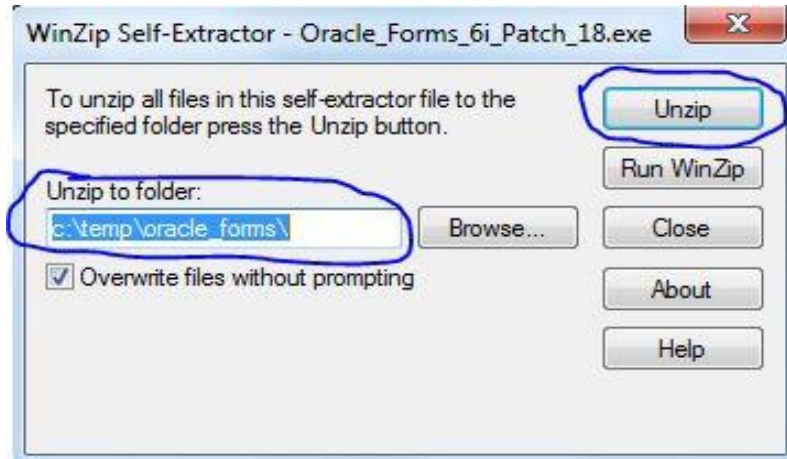 WinZip Self-Extractor - Oracle_Forms_6i_Patch_18.exe
To unzip all files in this self-extractor file to the
specified folder press the Unzip button.
Unzip
Run WinZip
Unzip to folder:
c:\temp\oracle_forms\
Browse...
Close
Overwrite files without prompting
About
Help